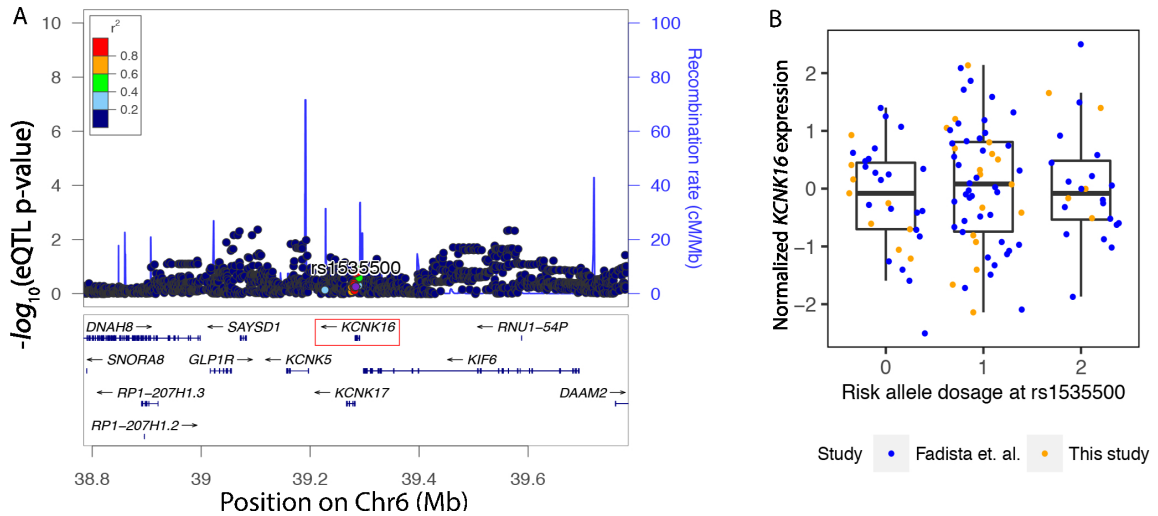 A
r²
0.8
0.6
0.4
0.2
10
8
6
4
2
0
-log10(eQTL p-value)
100
80
60
40
20
0
Recombination rate (cM/Mb)
rs1535500
DNAH8→ ←SAYSD1 ←KCNK16 ←RNU1−54P
←SNORA8 GLP1R→ ←KCNK5 ←KIF6
←RP1−207H1.3 ←KCNK17 DAAM2→
RP1−207H1.2→
38.8 39 39.2 39.4 39.6
Position on Chr6 (Mb)
B
Normalized KCNK16 expression
2
1
0
−1
−2
0 1 2
Risk allele dosage at rs1535500
Study Fadista et. al. This study